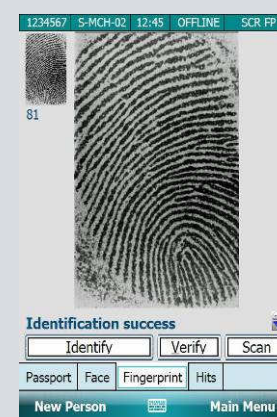 1234567 S-MCH-02 12:45 OFFLINE SCR FP
81
Identification success
Identify Verify Scan
Passport Face Fingerprint Hits
New Person Main Menu